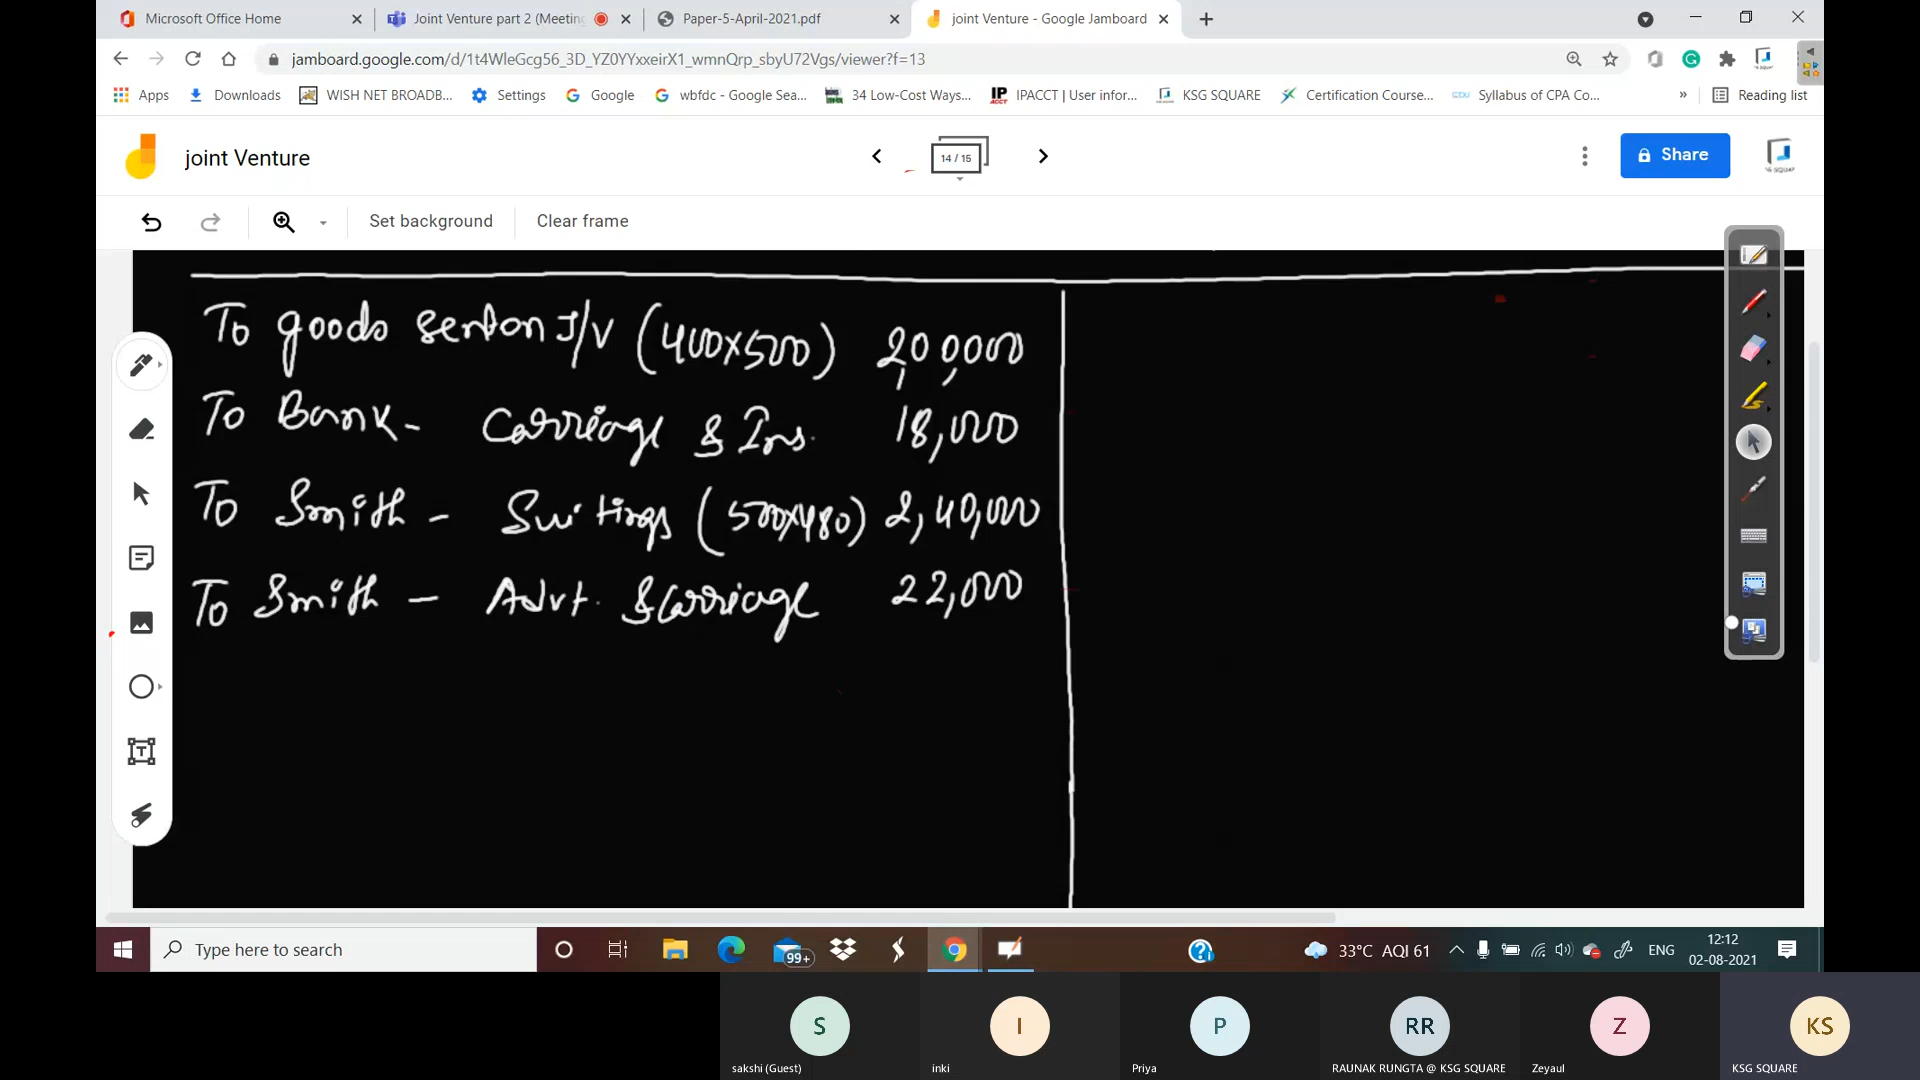 Microsoft Office Home
Joint Venture part 2 (Meetin
Paper-5-April-2021.pdf
joint Venture - Google Jamboard
jamboard.google.com/d/1t4WleGcg56_3D_YZ0YYxxeirX1_wmnQrp_sbyU72Vgs/viewer?f=13
Apps
Downloads
WISH NET BROADB...
Settings
Google
wbfdc - Google Sea...
34 Low-Cost Ways...
IPACCT | User infor...
KSG SQUARE
Certification Course...
Syllabus of CPA Co...
»
Reading list
joint Venture
14 / 15
Share
Set background
Clear frame
To goods sent on J/V (400x500) 2,00,000
To Bank - Carriage & Ins. 18,000
To Smith - Suitings (500x480) 2,40,000
To Smith - Advt. & Carriage 22,000
Type here to search
99+
33°C AQI 61
ENG
12:12
02-08-2021
S
I
P
RR
Z
KS
sakshi (Guest)
inki
Priya
RAUNAK RUNGTA @ KSG SQUARE
Zeyaul
KSG SQUARE